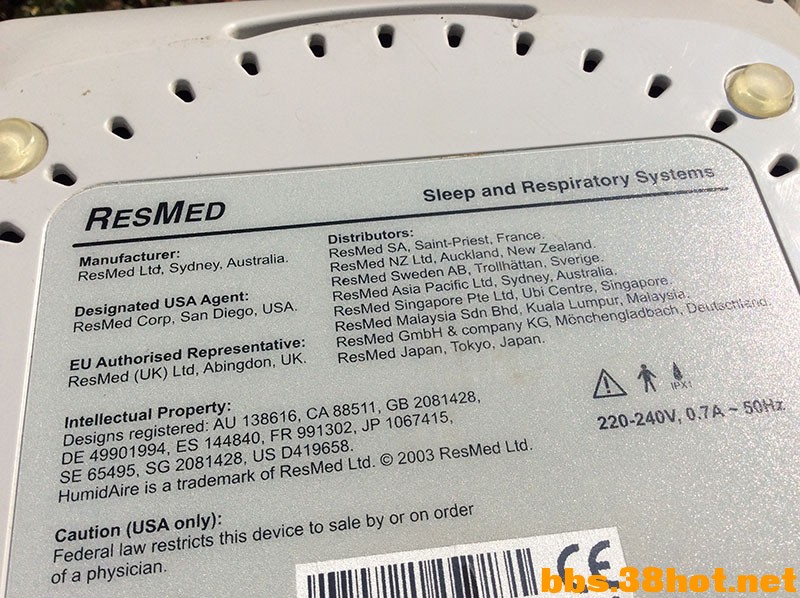 RESMED
Sleep and Respiratory Systems
Manufacturer:
ResMed Ltd, Sydney, Australia.
Designated USA Agent:
ResMed Corp, San Diego, USA.
EU Authorised Representative:
ResMed (UK) Ltd, Abingdon, UK.
Distributors:
ResMed SA, Saint-Priest, France.
ResMed NZ Ltd, Auckland, New Zealand.
ResMed Sweden AB, Trollhättan, Sverige.
ResMed Asia Pacific Ltd, Sydney, Australia.
ResMed Singapore Pte Ltd, Ubi Centre, Singapore.
ResMed Malaysia Sdn Bhd, Kuala Lumpur, Malaysia.
ResMed GmbH & company KG, Mönchengladbach, Deutschland.
ResMed Japan, Tokyo, Japan.
Intellectual Property:
Designs registered: AU 138616, CA 88511, GB 2081428,
DE 49901994, ES 144840, FR 991302, JP 1067415,
SE 65495, SG 2081428, US D419658.
HumidAire is a trademark of ResMed Ltd. © 2003 ResMed Ltd.
IPX1
220-240V, 0.7A ~ 50Hz
Caution (USA only):
Federal law restricts this device to sale by or on order
of a physician.
CE
bbs.38hot.net